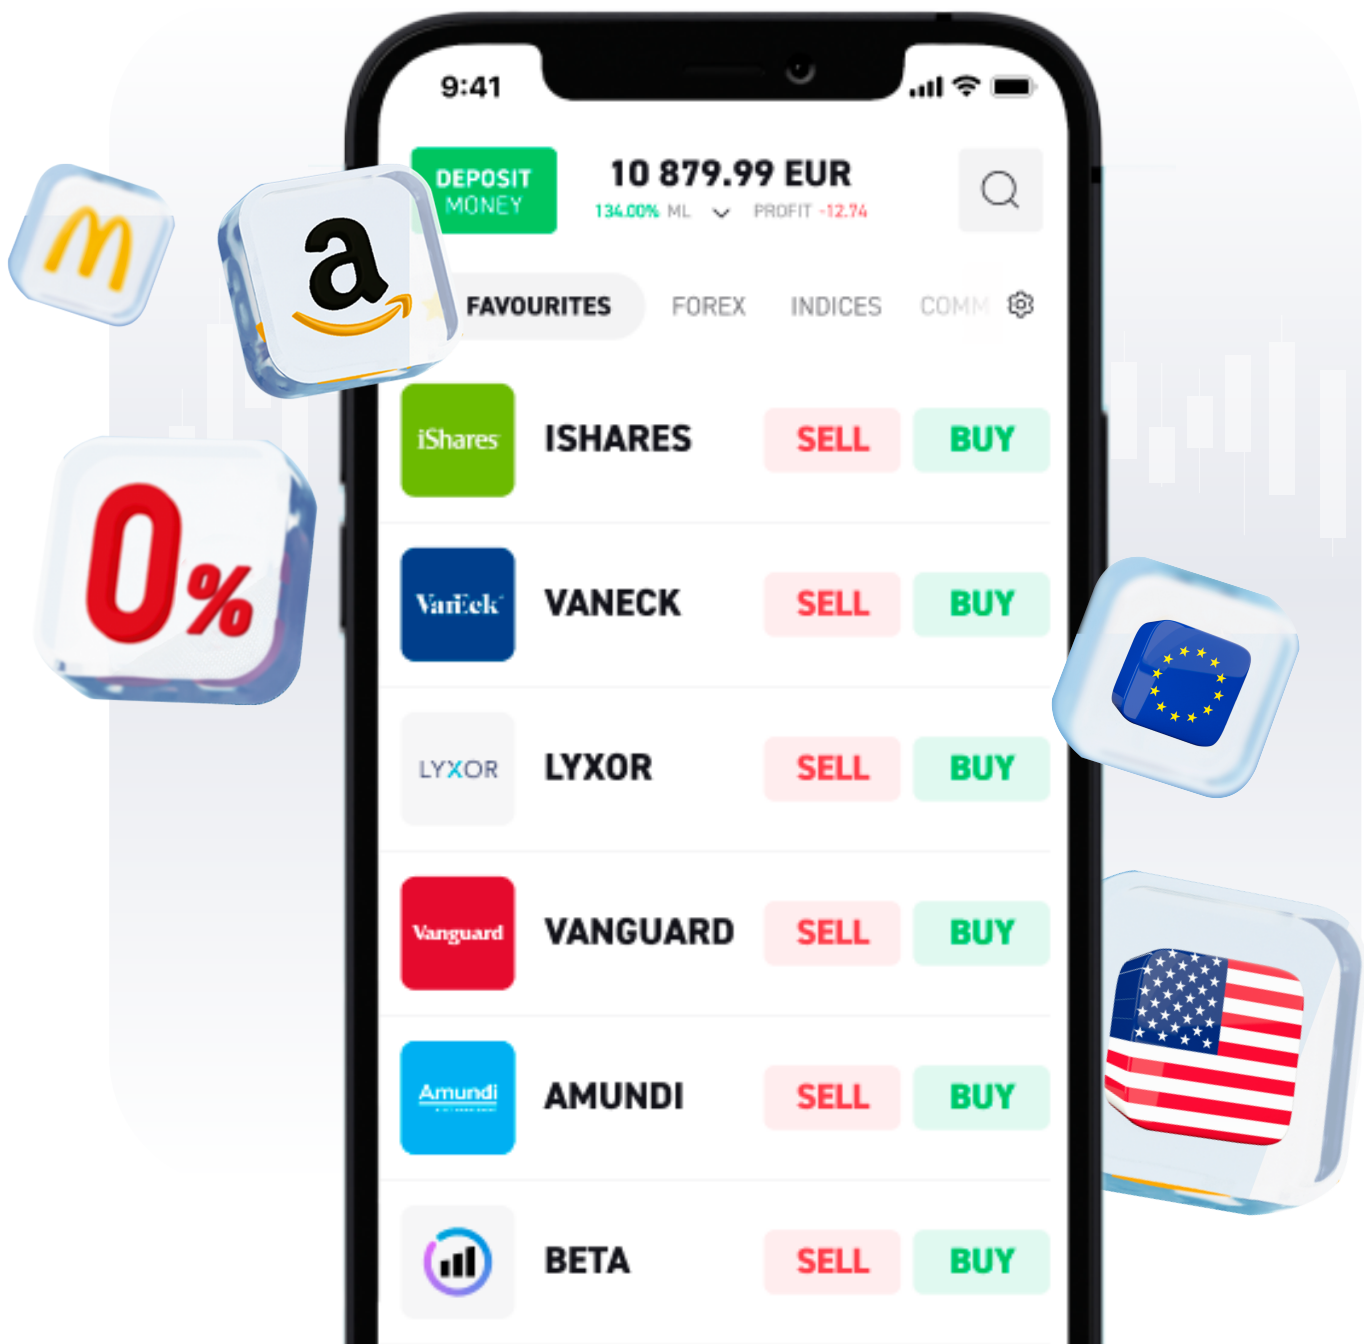 9:41
DEPOSIT
MONEY
10 879.99 EUR
134.00% ML
PROFIT -12.74
a
0%
FAVOURITES
FOREX
INDICES
COMM
iShares
ISHARES
SELL
BUY
VanEck
VANECK
SELL
BUY
LYXOR
LYXOR
SELL
BUY
Vanguard
VANGUARD
SELL
BUY
Amundi
AMUNDI
SELL
BUY
BETA
SELL
BUY